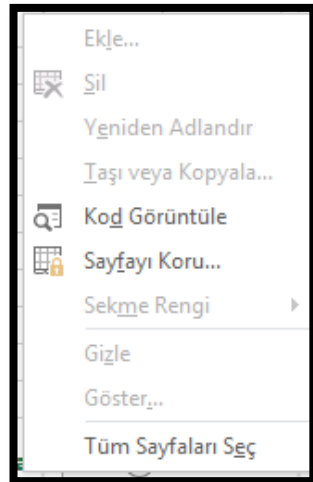 Ekle...
Sil
Yeniden Adlandır
Taşı veya Kopyala...
Kod Görüntüle
Sayfayı Koru...
Sekme Rengi
Gizle
Göster...
Tüm Sayfaları Seç